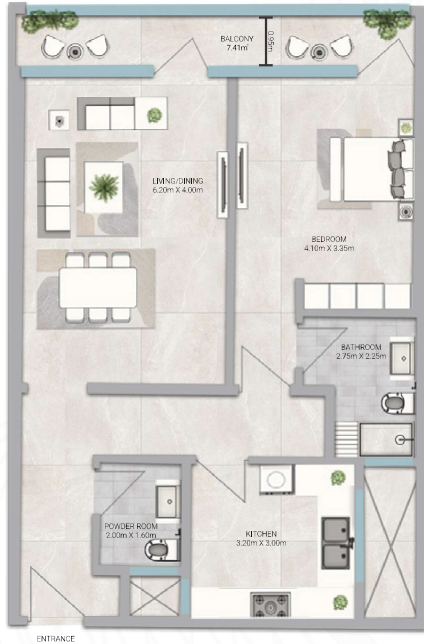 BALCONY
7.41m²
0.95m
LIVING/DINING
6.20m X 4.00m
BEDROOM
4.10m X 3.35m
BATHROOM
2.75m X 2.25m
POWDER ROOM
2.00m X 1.60m
KITCHEN
3.20m X 3.00m
ENTRANCE